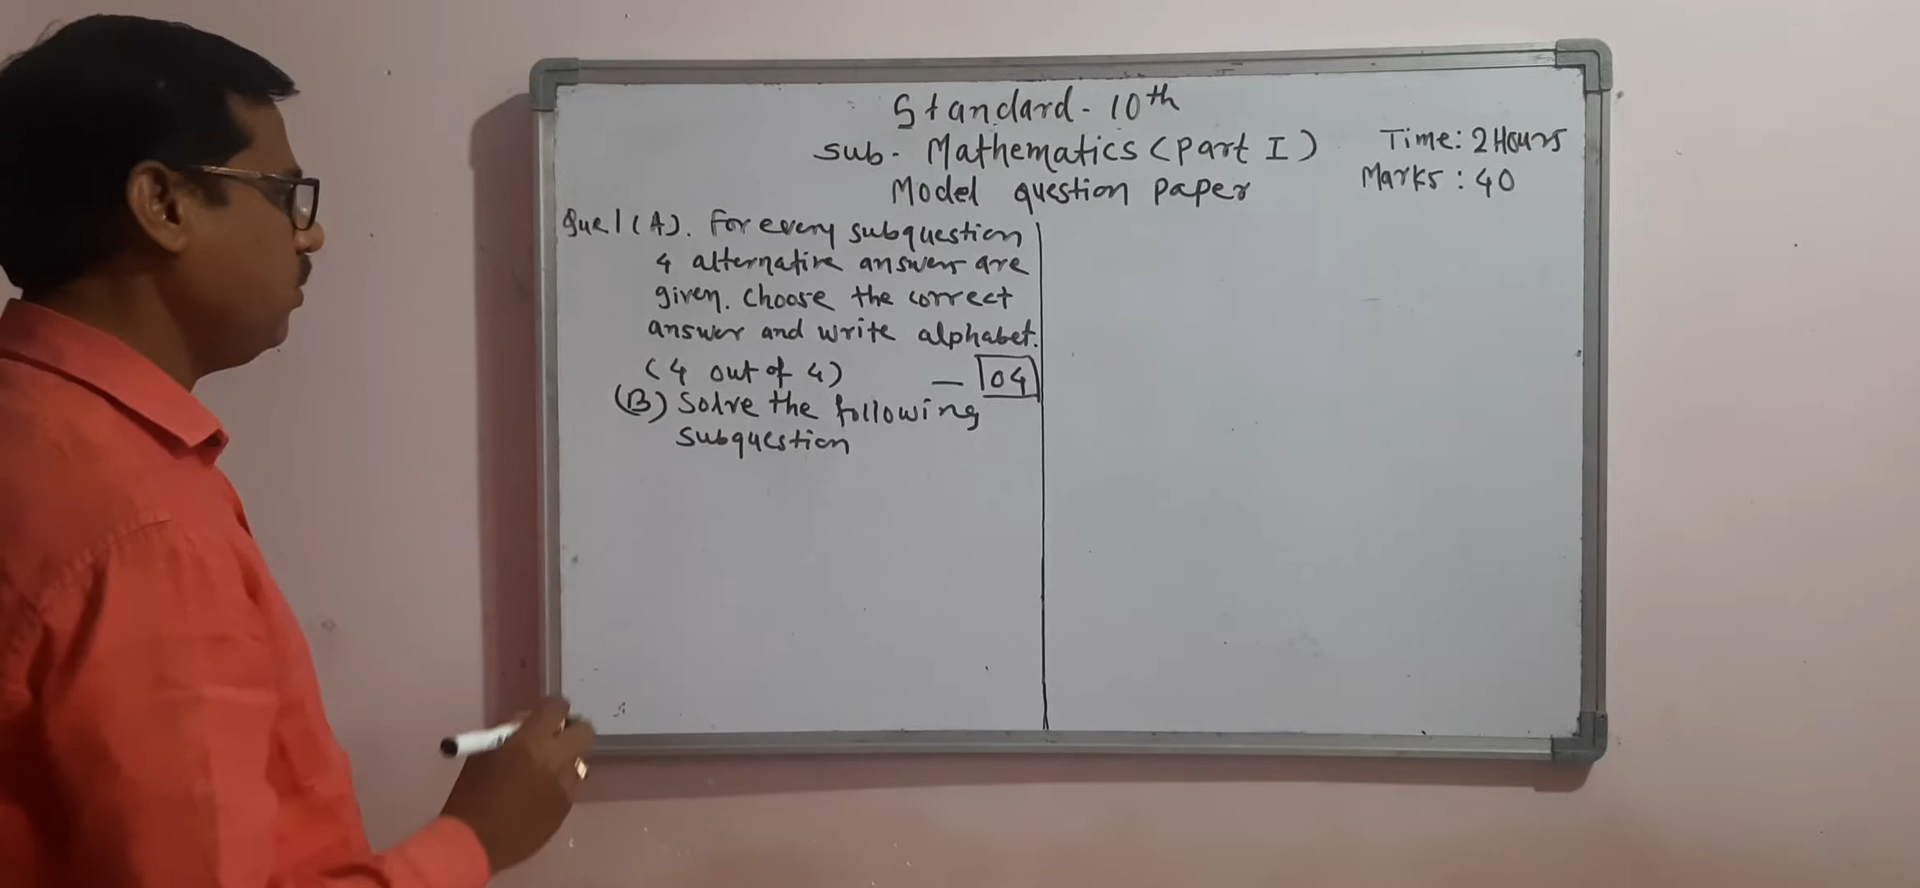 Standard - 10th
Sub - Mathematics (Part I)
Time: 2 Hours
Model question paper
Marks: 40
Que 1 (A). For every subquestion
4 alternative answers are
given. Choose the correct
answer and write alphabet.
(4 out of 4) — 04
(B) Solve the following
subquestion